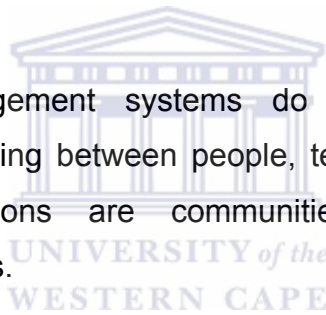 gement systems do
ing between people, te
ons are communitie
UNIVERSITY of the
s.
WESTERN CAPE